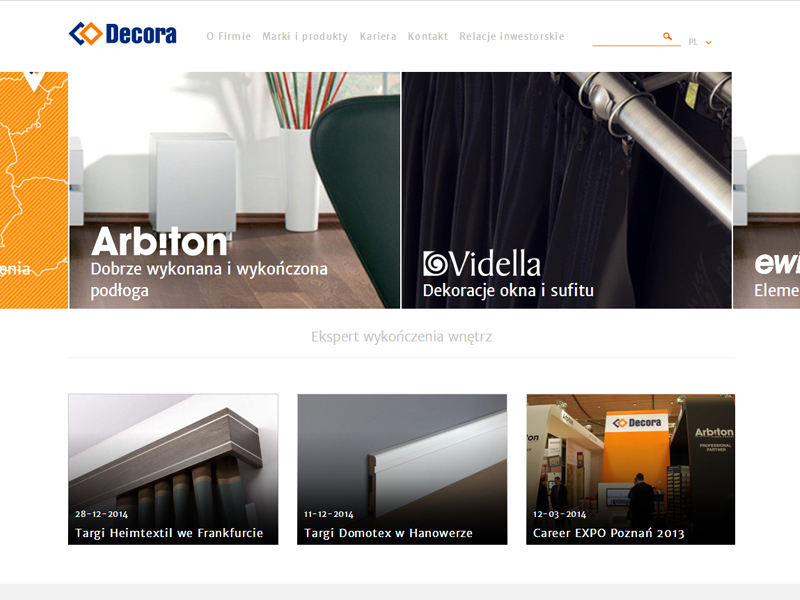 Decora
O Firmie Marki i produkty Kariera Kontakt Relacje inwestorskie
PL
enia
Arbiton
Dobrze wykonana i wykończona
podłoga
Vidella
Dekoracje okna i sufitu
ewi
Eleme
Ekspert wykończenia wnętrz
28-12-2014
Targi Heimtextil we Frankfurcie
11-12-2014
Targi Domotex w Hanowerze
Decora
Arbiton
PROFESSIONAL
PARTNER
12-03-2014
Career EXPO Poznań 2013